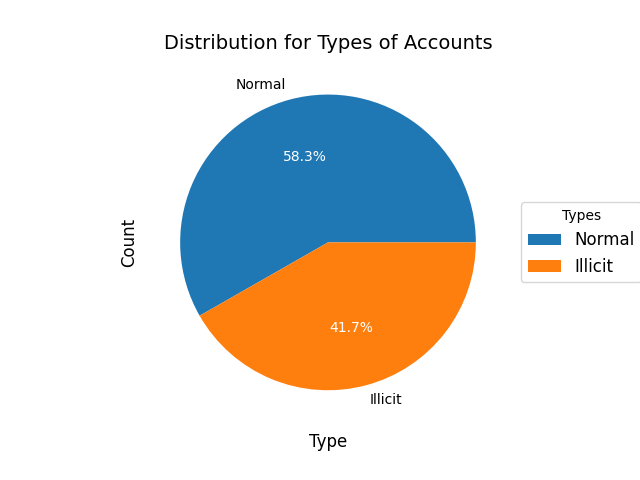 Distribution for Types of Accounts
Normal
58.3%
Count
Types
Normal
Illicit
41.7%
Illicit
Type